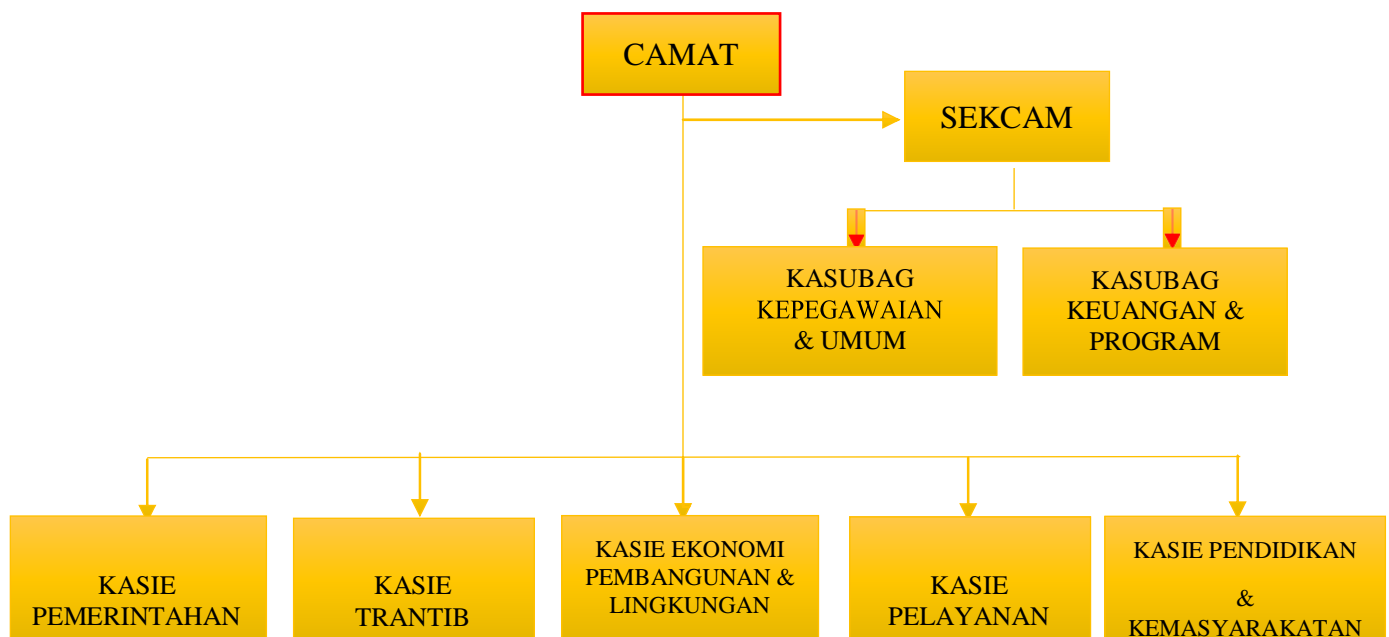 CAMAT
SEKCAM
KASUBAG
KEPEGAWAIAN
& UMUM
KASUBAG
KEUANGAN &
PROGRAM
KASIE
PEMERINTAHAN
KASIE
TRANTIB
KASIE EKONOMI
PEMBANGUNAN &
LINGKUNGAN
KASIE
PELAYANAN
KASIE PENDIDIKAN
&
KEMASYARAKATAN